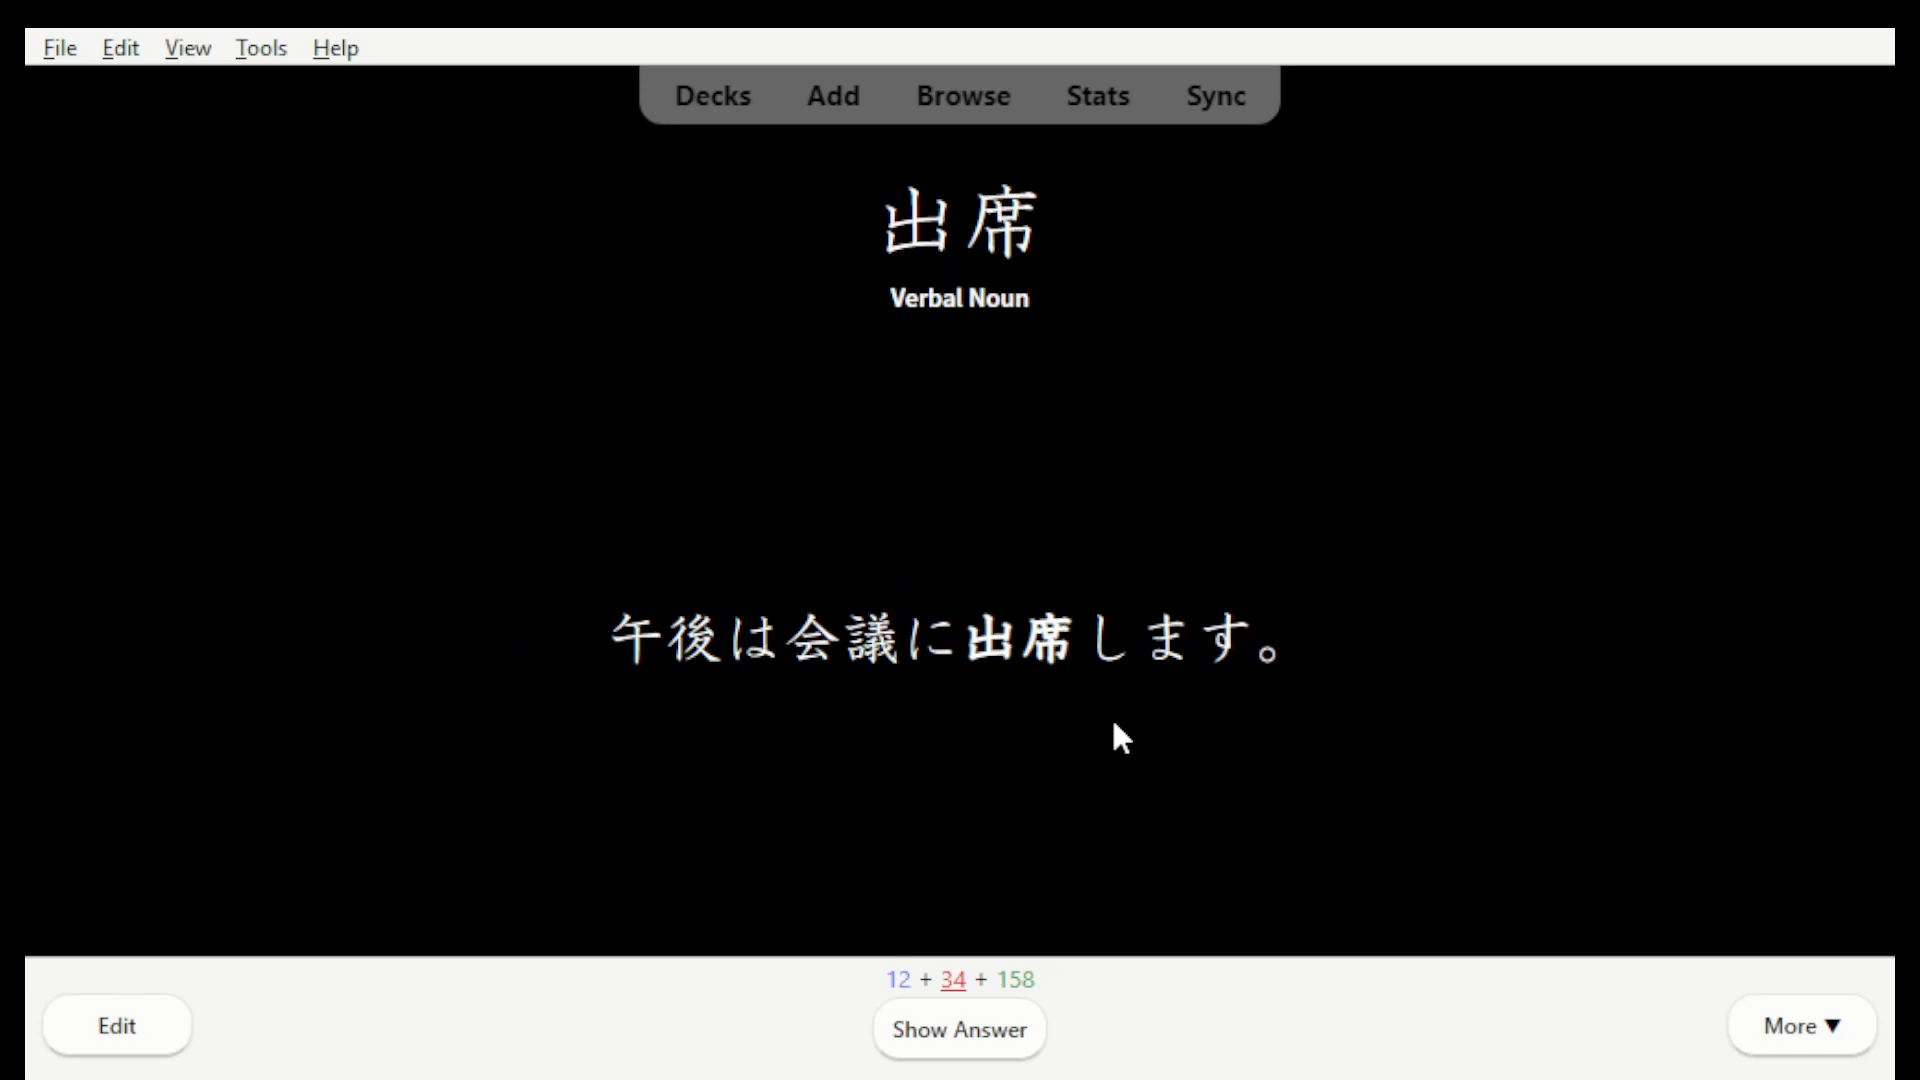 File Edit View Tools Help
Decks Add Browse Stats Sync
出席
Verbal Noun
午後は会議に出席します。
12 + 34 + 158
Edit Show Answer More ▼